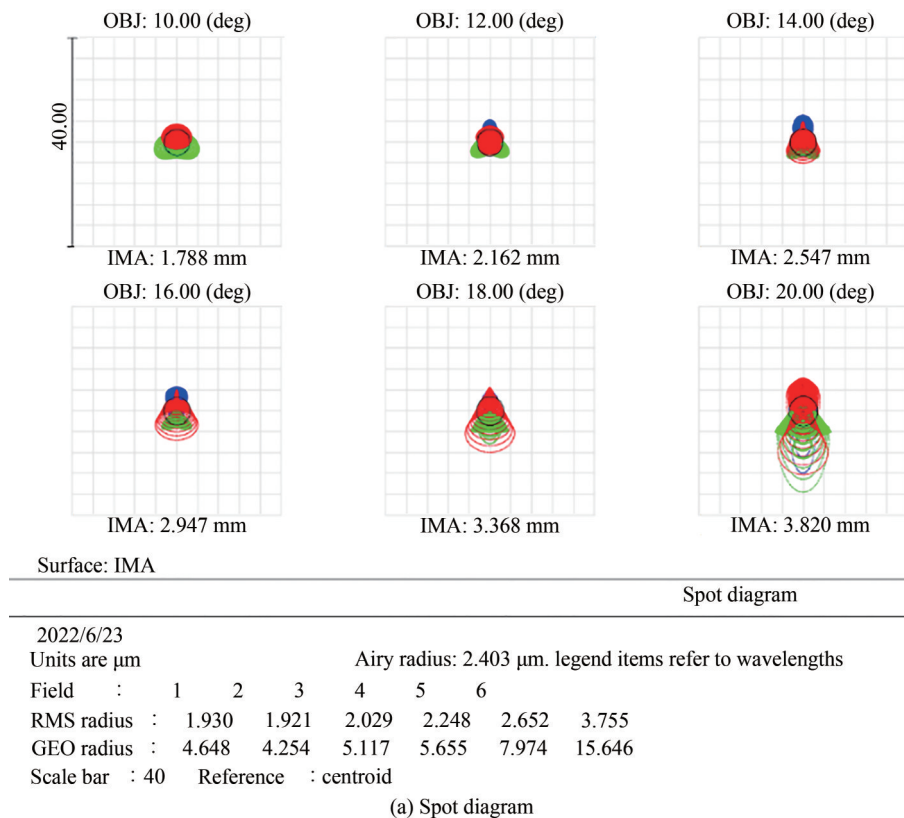 OBJ: 10.00 (deg) OBJ: 12.00 (deg) OBJ: 14.00 (deg)
40.00
IMA: 1.788 mm IMA: 2.162 mm IMA: 2.547 mm
OBJ: 16.00 (deg) OBJ: 18.00 (deg) OBJ: 20.00 (deg)
IMA: 2.947 mm IMA: 3.368 mm IMA: 3.820 mm
Surface: IMA
Spot diagram
2022/6/23
Units are μm Airy radius: 2.403 μm. legend items refer to wavelengths
Field : 1 2 3 4 5 6
RMS radius : 1.930 1.921 2.029 2.248 2.652 3.755
GEO radius : 4.648 4.254 5.117 5.655 7.974 15.646
Scale bar : 40 Reference : centroid
(a) Spot diagram